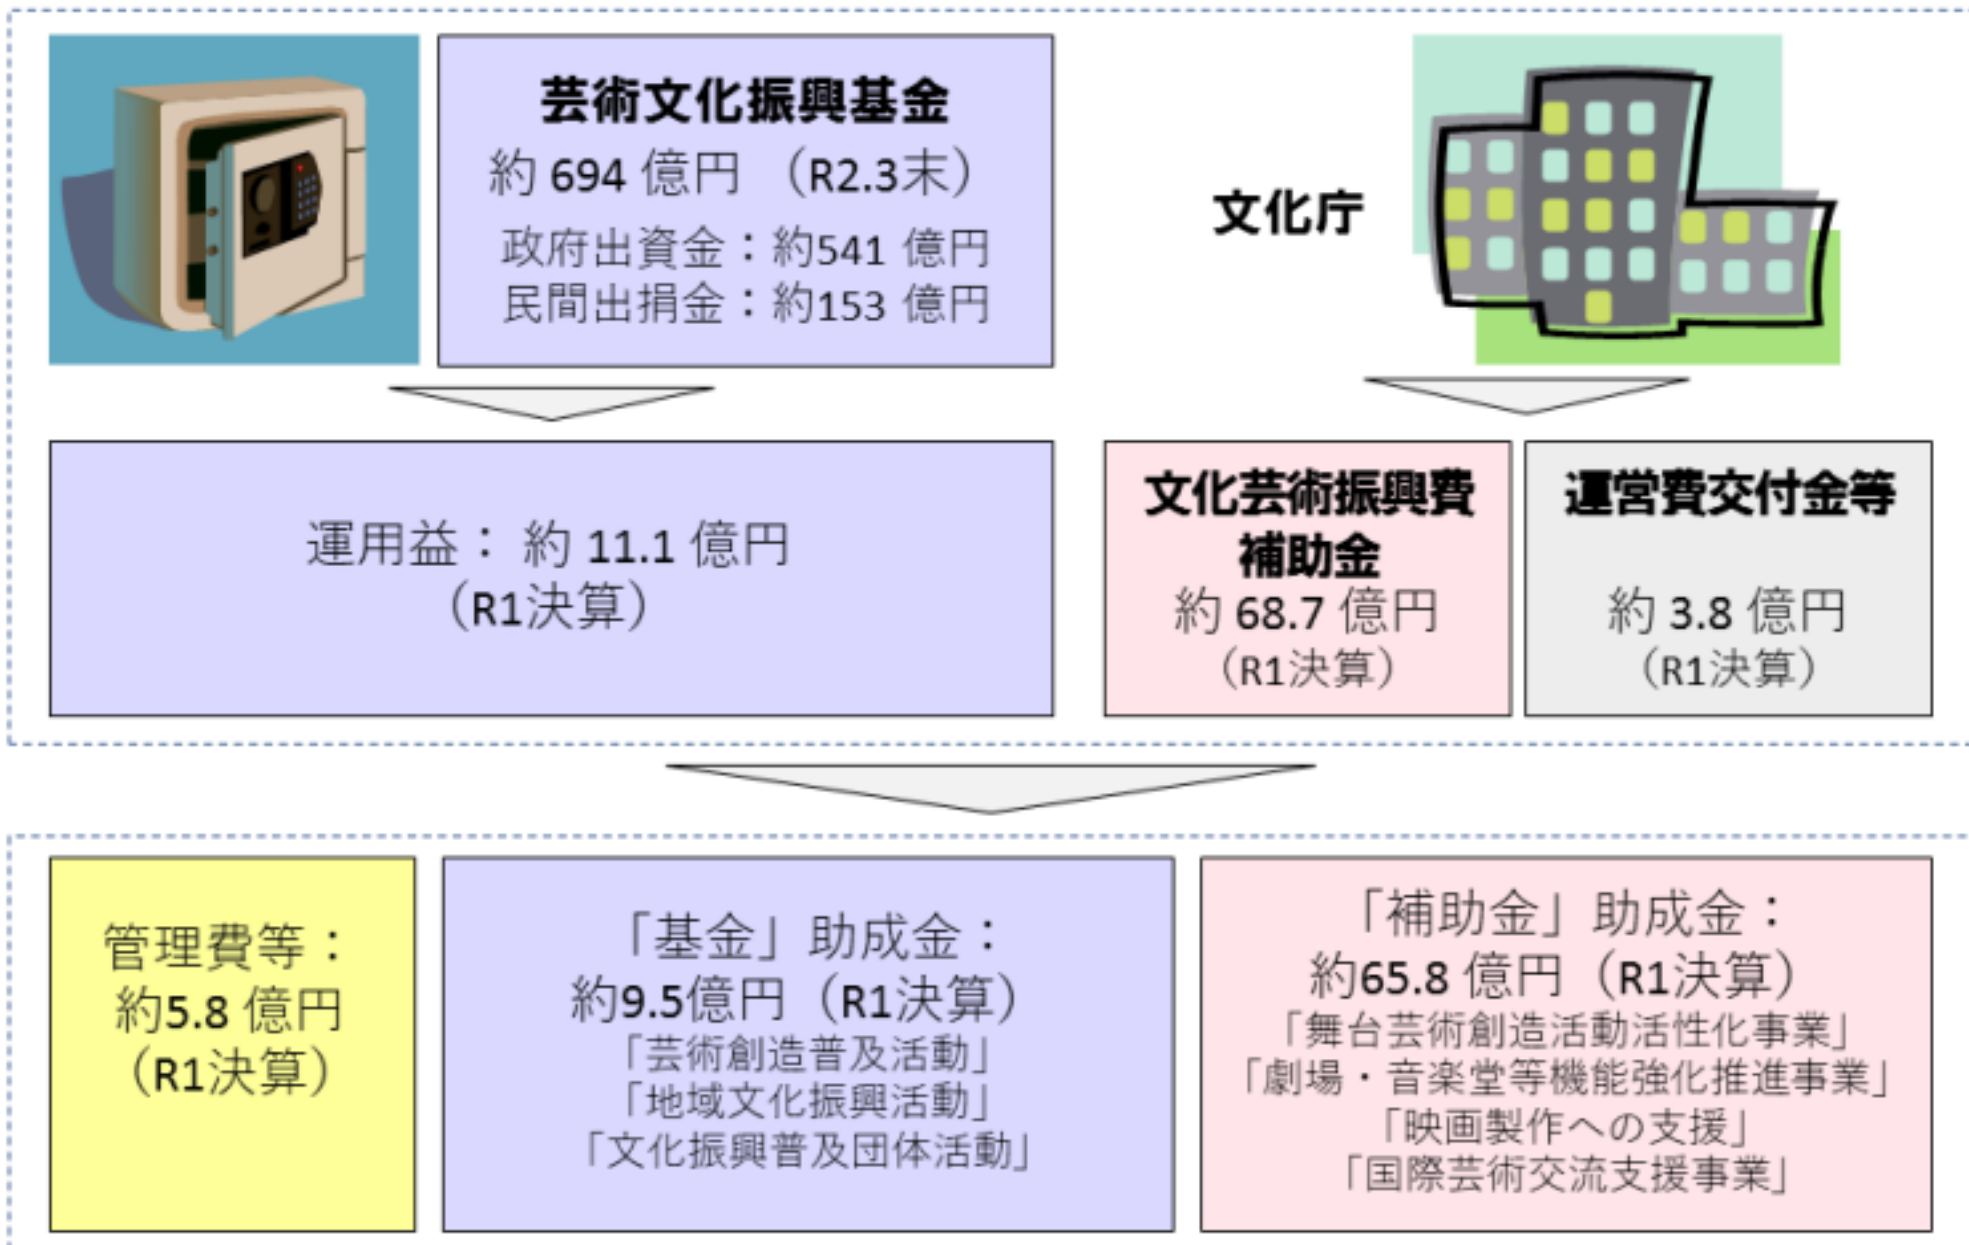 芸術文化振興基金
約 694 億円 （R2.3末）
政府出資金：約541 億円
民間出捐金：約153 億円
文化庁
運用益： 約 11.1 億円
（R1決算）
文化芸術振興費
補助金
約 68.7 億円
（R1決算）
運営費交付金等
約 3.8 億円
（R1決算）
管理費等：
約5.8 億円
（R1決算）
「基金」助成金：
約9.5億円（R1決算）
「芸術創造普及活動」
「地域文化振興活動」
「文化振興普及団体活動」
「補助金」助成金：
約65.8 億円（R1決算）
「舞台芸術創造活動活性化事業」
「劇場・音楽堂等機能強化推進事業」
「映画製作への支援」
「国際芸術交流支援事業」